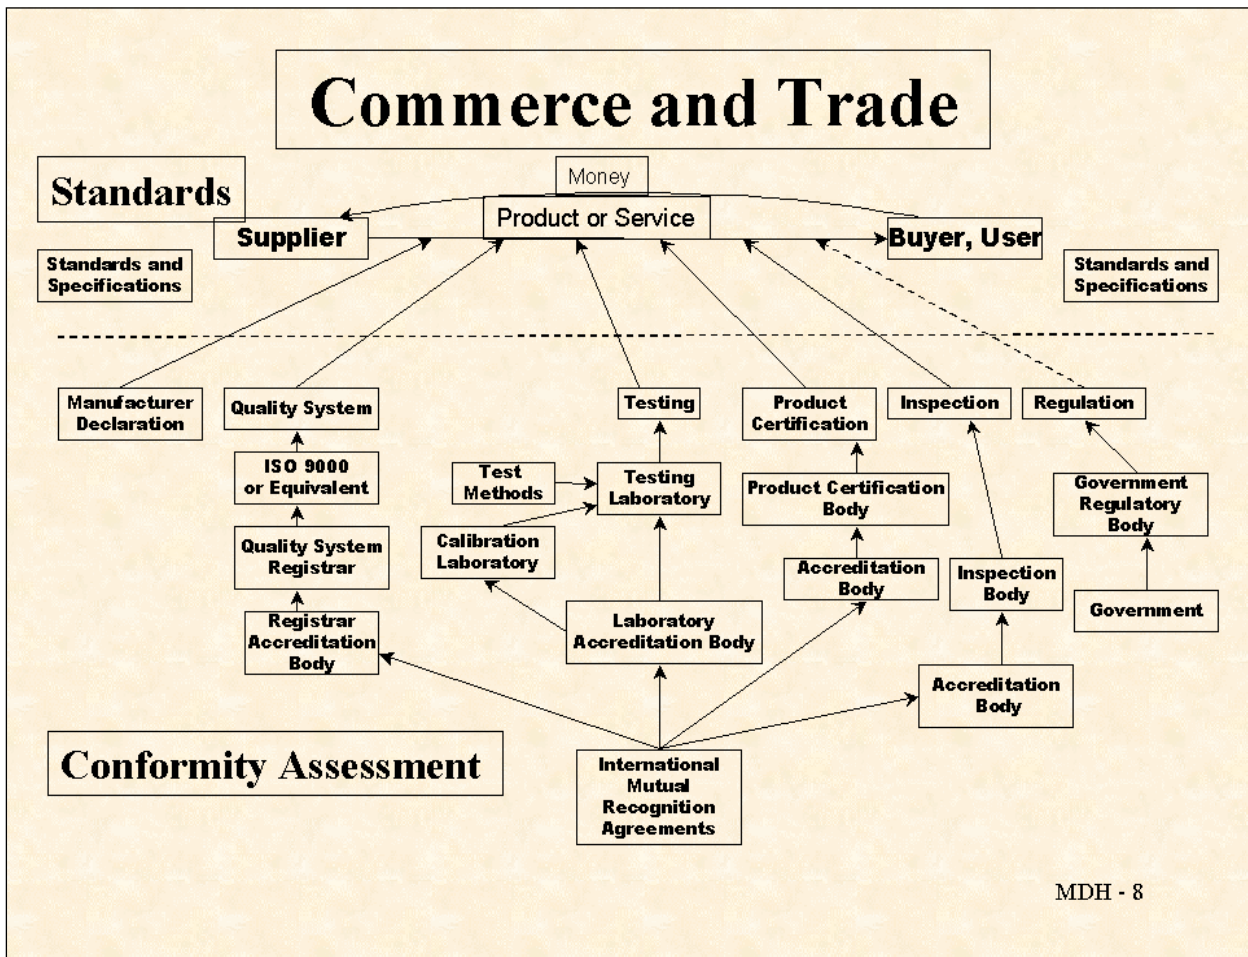 Commerce and Trade
Standards
Money
Product or Service
Supplier
Buyer, User
Standards and
Specifications
Standards and
Specifications
Manufacturer
Declaration
Quality System
Testing
Product
Certification
Inspection
Regulation
ISO 9000
or Equivalent
Test
Methods
Testing
Laboratory
Product Certification
Body
Government
Regulatory
Body
Quality System
Registrar
Calibration
Laboratory
Accreditation
Body
Inspection
Body
Government
Registrar
Accreditation
Body
Laboratory
Accreditation Body
Accreditation
Body
Conformity Assessment
International
Mutual
Recognition
Agreements
MDH - 8